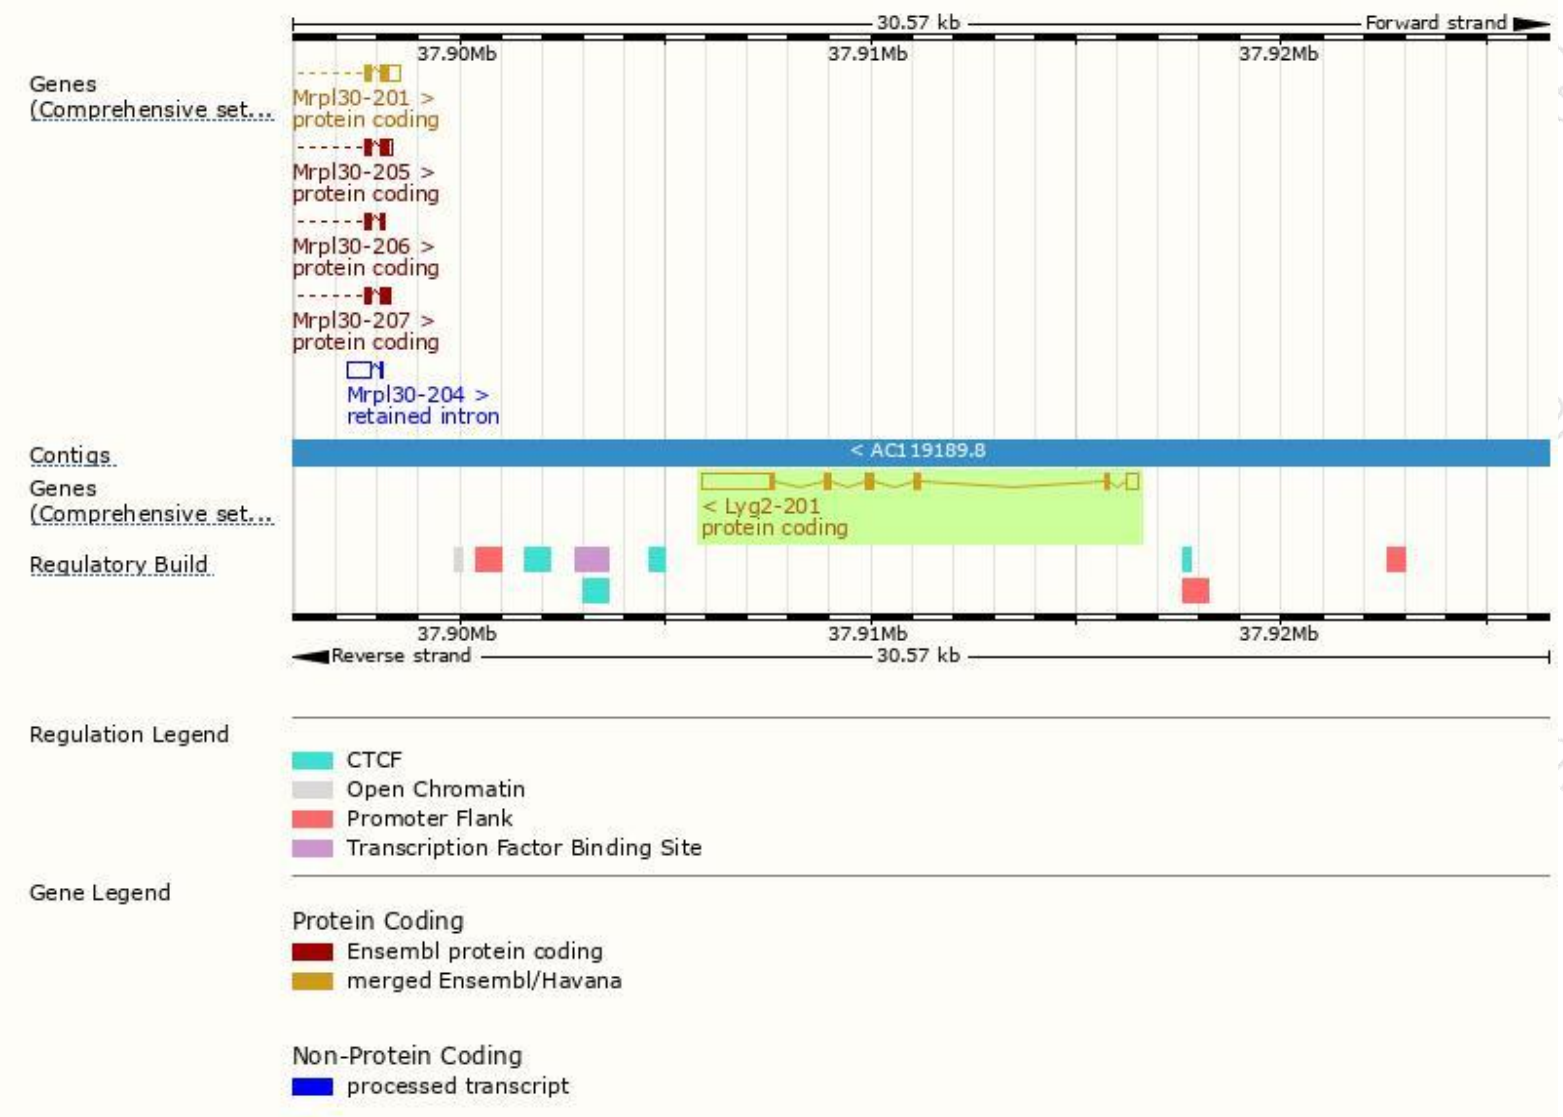 30.57 kb Forward strand
37.90Mb 37.91Mb 37.92Mb
Genes
(Comprehensive set...
Mrpl30-201 >
protein coding
Mrpl30-205 >
protein coding
Mrpl30-206 >
protein coding
Mrpl30-207 >
protein coding
Mrpl30-204 >
retained intron
Contigs
< AC119189.8
Genes
(Comprehensive set...
< Lyg2-201
protein coding
Regulatory Build
37.90Mb 37.91Mb 37.92Mb
Reverse strand 30.57 kb
Regulation Legend
CTCF
Open Chromatin
Promoter Flank
Transcription Factor Binding Site
Gene Legend
Protein Coding
Ensembl protein coding
merged Ensembl/Havana
Non-Protein Coding
processed transcript